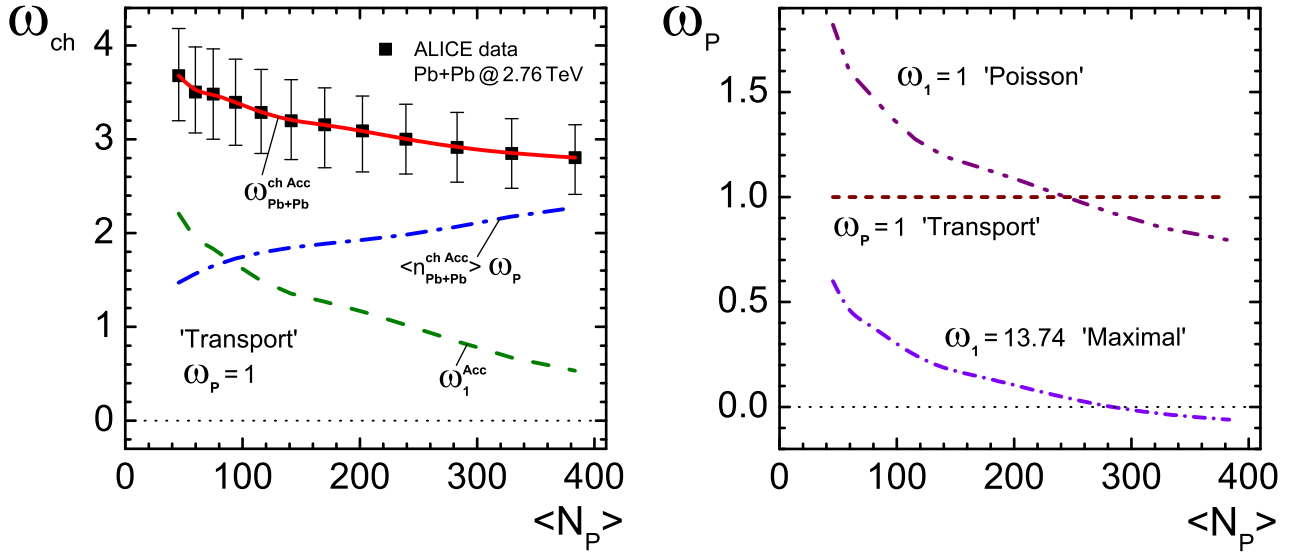 ω_ch
4
3
2
1
0
ALICE data
Pb+Pb @ 2.76 TeV
ω^ch Acc_Pb+Pb
<n^ch Acc_Pb+Pb> ω_P
'Transport'
ω_P = 1
ω_1^Acc
0 100 200 300 400
<N_P>
ω_P
1.5
1.0
0.5
0.0
ω_1 = 1 'Poisson'
ω_P = 1 'Transport'
ω_1 = 13.74 'Maximal'
0 100 200 300 400
<N_P>